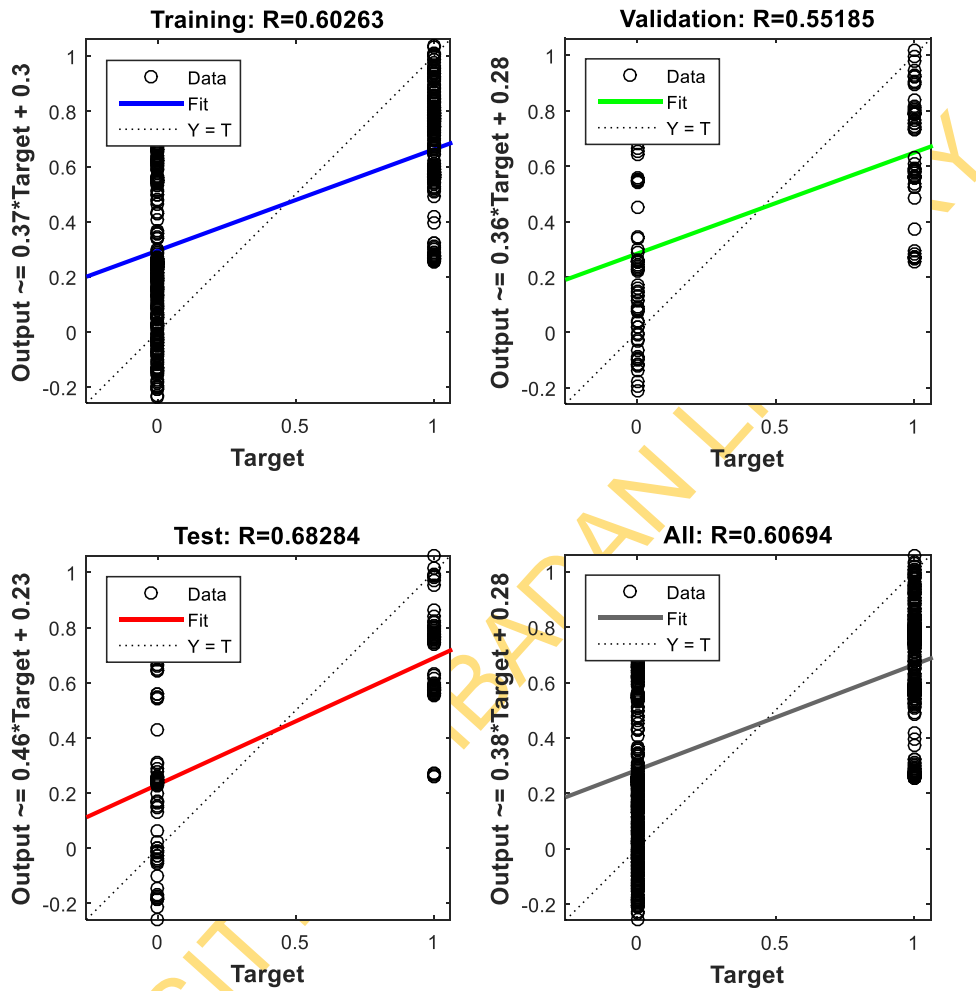 Training: R=0.60263
Output ~= 0.37*Target + 0.3
1
0.8
0.6
0.4
0.2
0
-0.2
Data
Fit
Y = T
0
0.5
1
Target
Validation: R=0.55185
Output ~= 0.36*Target + 0.28
1
0.8
0.6
0.4
0.2
0
-0.2
Data
Fit
Y = T
0
0.5
1
Target
Test: R=0.68284
Output ~= 0.46*Target + 0.23
1
0.8
0.6
0.4
0.2
0
-0.2
Data
Fit
Y = T
0
0.5
1
Target
All: R=0.60694
Output ~= 0.38*Target + 0.28
1
0.8
0.6
0.4
0.2
0
-0.2
Data
Fit
Y = T
0
0.5
1
Target